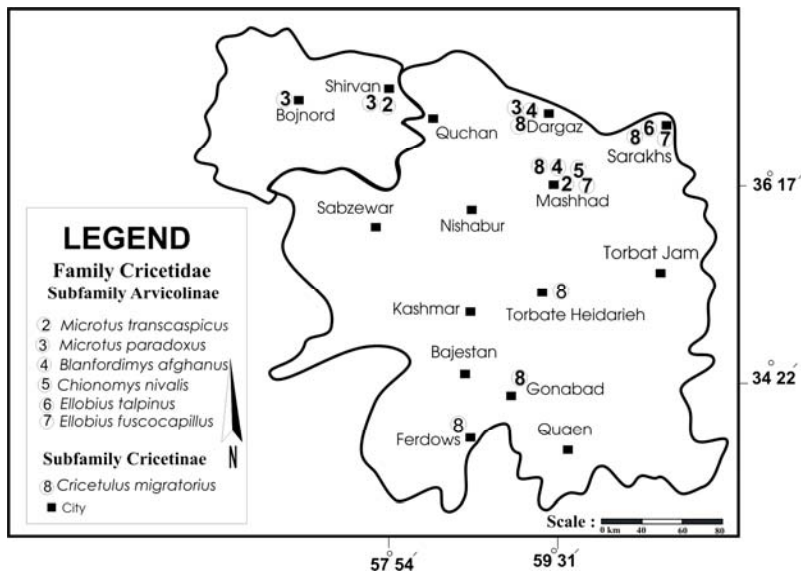 Shirvan
3
Bojnord
3 2
Quchan
3 4
8
Dargaz
8 6 7
Sarakhs
8 4 5
2 7
Mashhad
36° 17′
Sabzewar
Nishabur
Torbat Jam
8
Torbate Heidarieh
Kashmar
Bajestan
8
Gonabad
34° 22′
8
Ferdows
Quaen
LEGEND
Family Cricetidae
Subfamily Arvicolinae
2 Microtus transcaspicus
3 Microtus paradoxus
4 Blanfordimys afghanus
5 Chionomys nivalis
6 Ellobius talpinus
7 Ellobius fuscocapillus
N
Subfamily Cricetinae
8 Cricetulus migratorius
City
Scale :
0 km 40 60 80
57° 54′
59° 31′